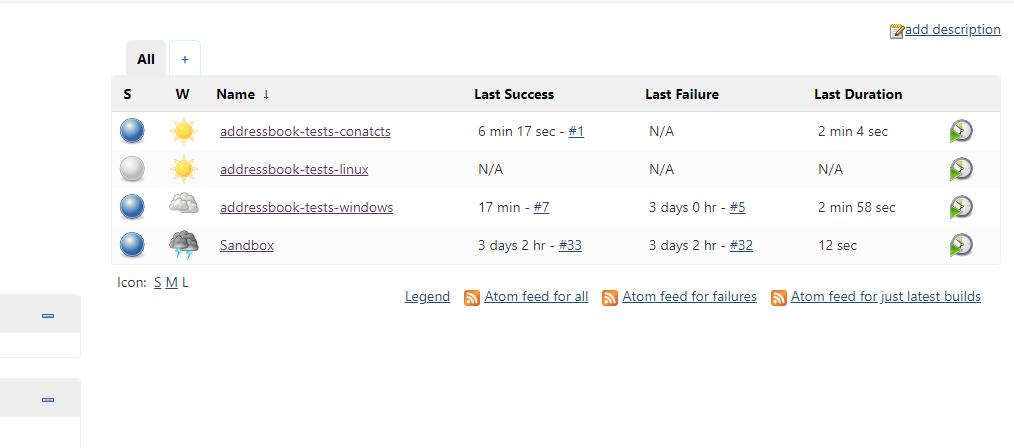 add description
All +
S W Name ↓ Last Success Last Failure Last Duration
addressbook-tests-conatcts 6 min 17 sec - #1 N/A 2 min 4 sec
addressbook-tests-linux N/A N/A N/A
addressbook-tests-windows 17 min - #7 3 days 0 hr - #5 2 min 58 sec
Sandbox 3 days 2 hr - #33 3 days 2 hr - #32 12 sec
Icon: S M L
Legend Atom feed for all Atom feed for failures Atom feed for just latest builds